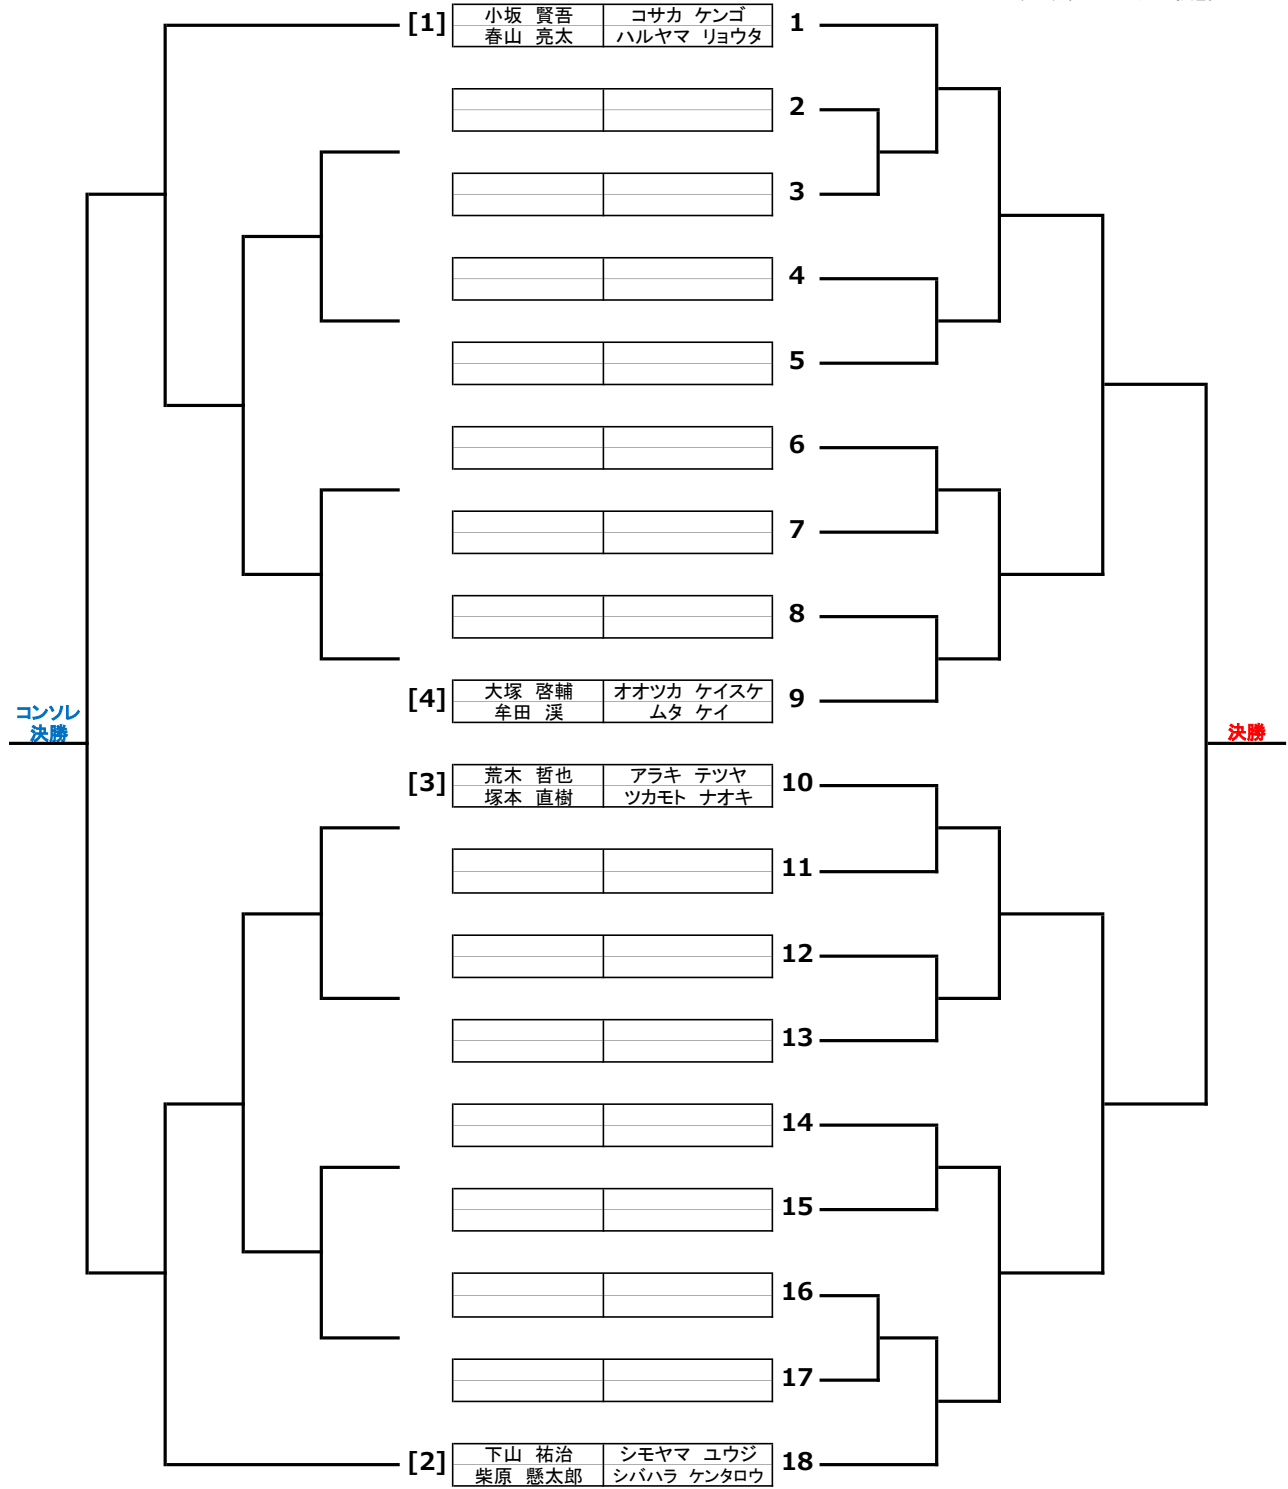 [1] 小坂 賢吾 コサカ ケンゴ 1
春山 亮太 ハルヤマ リョウタ
2
3
4
5
6
7
8
[4] 大塚 啓輔 オオツカ ケイスケ 9
牟田 渓 ムタ ケイ
コンソレ
決勝
決勝
[3] 荒木 哲也 アラキ テツヤ 10
塚本 直樹 ツカモト ナオキ
11
12
13
14
15
16
17
[2] 下山 祐治 シモヤマ ユウジ 18
柴原 懸太郎 シバハラ ケンタロウ